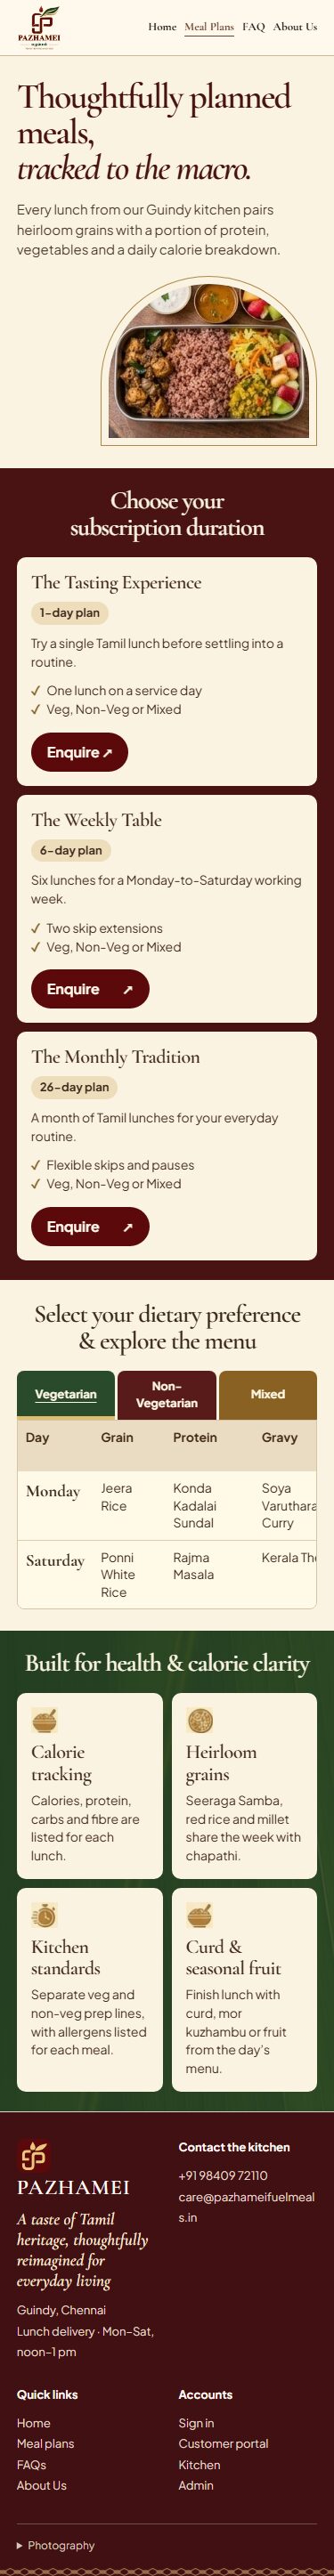 PAZHAMEI
Home Meal Plans FAQ About Us
Thoughtfully planned
meals,
tracked to the macro.
Every lunch from our Guindy kitchen pairs
heirloom grains with a portion of protein,
vegetables and a daily calorie breakdown.
Choose your
subscription duration
The Tasting Experience
1-day plan
Try a single Tamil lunch before settling into a
routine.
✓ One lunch on a service day
✓ Veg, Non-Veg or Mixed
Enquire ↗
The Weekly Table
6-day plan
Six lunches for a Monday-to-Saturday working
week.
✓ Two skip extensions
✓ Veg, Non-Veg or Mixed
Enquire ↗
The Monthly Tradition
26-day plan
A month of Tamil lunches for your everyday
routine.
✓ Flexible skips and pauses
✓ Veg, Non-Veg or Mixed
Enquire ↗
Select your dietary preference
& explore the menu
Vegetarian
Non-
Vegetarian
Mixed
Day Grain Protein Gravy
Monday
Jeera
Rice
Konda
Kadalai
Sundal
Soya
Varuthara
Curry
Saturday
Ponni
White
Rice
Rajma
Masala
Kerala The
Built for health & calorie clarity
Calorie
tracking
Calories, protein,
carbs and fibre are
listed for each
lunch.
Heirloom
grains
Seeraga Samba,
red rice and millet
share the week with
chapathi.
Kitchen
standards
Separate veg and
non-veg prep lines,
with allergens listed
for each meal.
Curd &
seasonal fruit
Finish lunch with
curd, mor
kuzhambu or fruit
from the day's
menu.
PAZHAMEI
A taste of Tamil
heritage, thoughtfully
reimagined for
everyday living
Guindy, Chennai
Lunch delivery · Mon–Sat,
noon–1 pm
Contact the kitchen
+91 98409 72110
care@pazhameifuelmeal
s.in
Quick links
Home
Meal plans
FAQs
About Us
Accounts
Sign in
Customer portal
Kitchen
Admin
▶ Photography